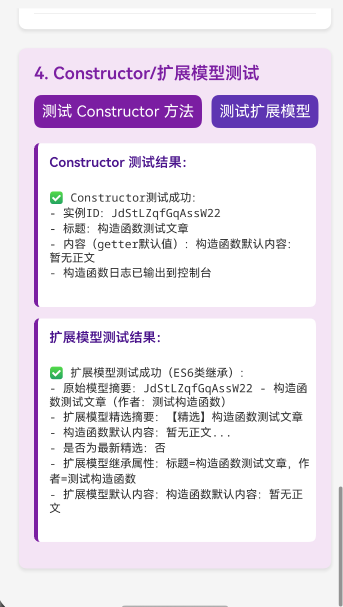 4. Constructor/扩展模型测试
测试 Constructor 方法
测试扩展模型
Constructor 测试结果:
✅ Constructor测试成功:
- 实例ID: JdStLZqfGqAssW22
- 标题: 构造函数测试文章
- 内容（getter默认值）: 构造函数默认内容:
暂无正文
- 构造函数日志已输出到控制台
扩展模型测试结果:
✅ 扩展模型测试成功（ES6类继承）:
- 原始模型摘要: JdStLZqfGqAssW22 - 构造函
数测试文章（作者: 测试构造函数）
- 扩展模型精选摘要: 【精选】构造函数测试文章
- 构造函数默认内容: 暂无正文...
- 是否为最新精选: 否
- 扩展模型继承属性: 标题=构造函数测试文章, 作
者=测试构造函数
- 扩展模型默认内容: 构造函数默认内容: 暂无正
文